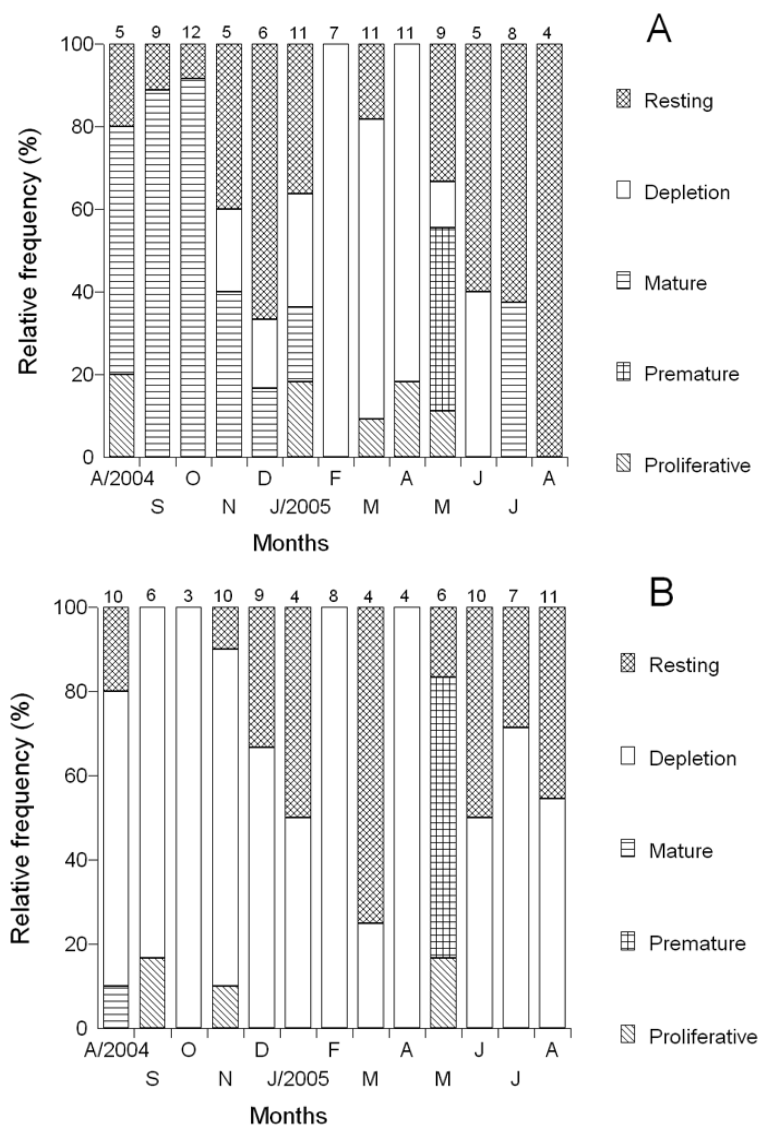 5 9 12 5 6 11 7 11 11 9 5 8 4
A
100
80
60
40
20
0
Relative frequency (%)
Resting
Depletion
Mature
Premature
Proliferative
A/2004 O D F A J A
S N J/2005 M M J
Months
10 6 3 10 9 4 8 4 4 6 10 7 11
B
100
80
60
40
20
0
Relative frequency (%)
Resting
Depletion
Mature
Premature
Proliferative
A/2004 O D F A J A
S N J/2005 M M J
Months